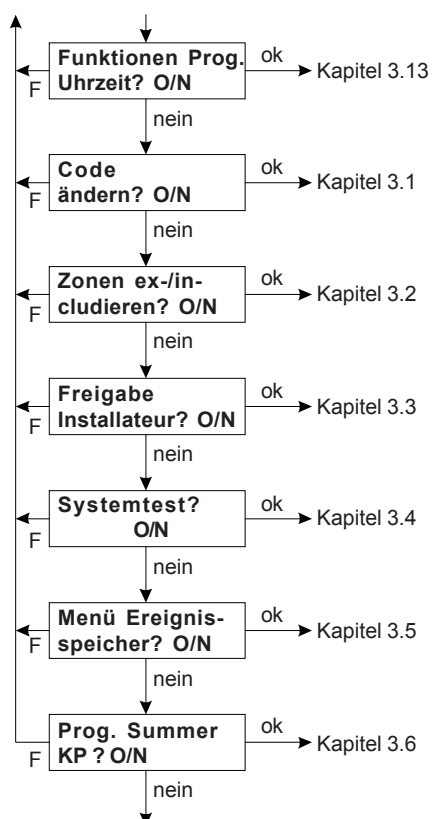 Funktionen Prog.
Uhrzeit? O/N
ok
Kapitel 3.13
F
nein
Code
ändern? O/N
ok
Kapitel 3.1
F
nein
Zonen ex-/in-
cludieren? O/N
ok
Kapitel 3.2
F
nein
Freigabe
Installateur? O/N
ok
Kapitel 3.3
F
nein
Systemtest?
O/N
ok
Kapitel 3.4
F
nein
Menü Ereignis-
speicher? O/N
ok
Kapitel 3.5
F
nein
Prog. Summer
KP ? O/N
ok
Kapitel 3.6
F
nein